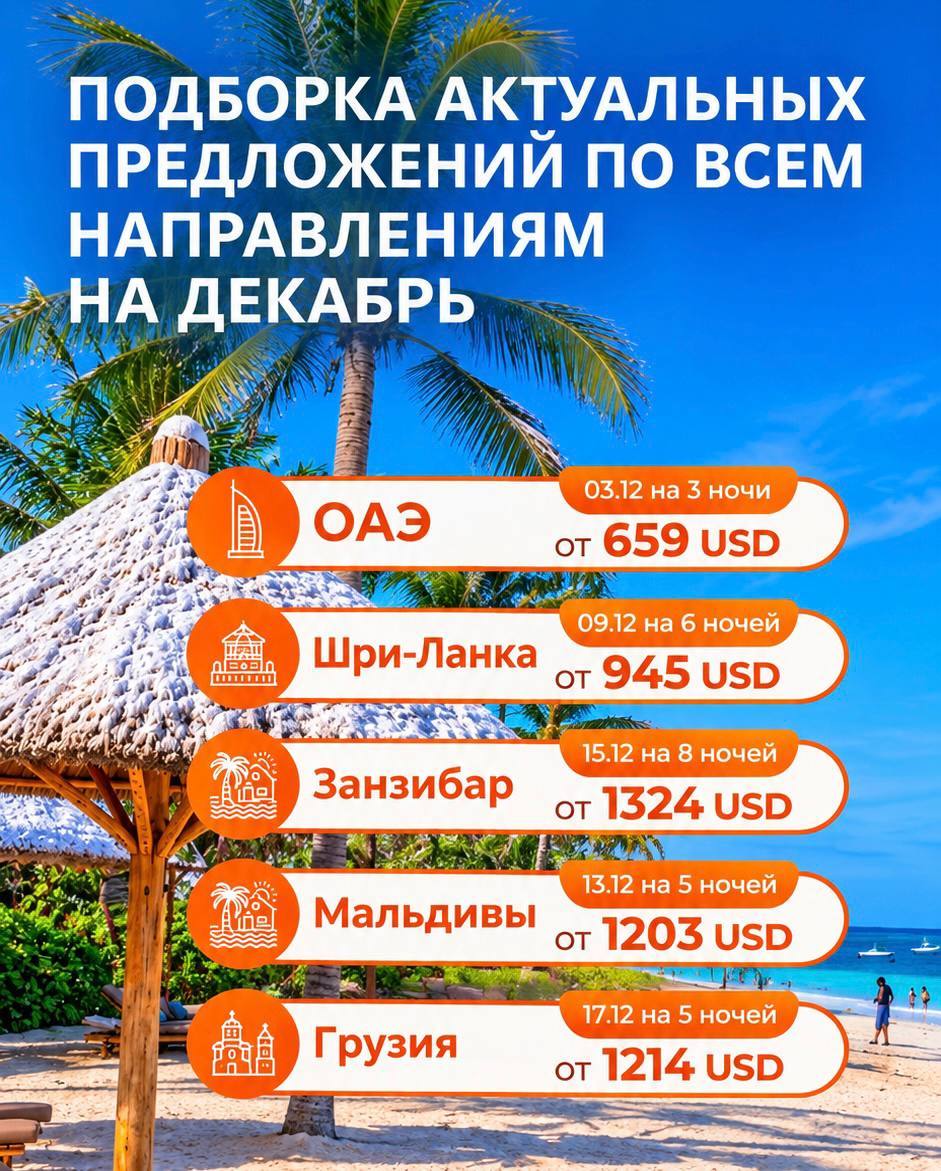 ПОДБОРКА АКТУАЛЬНЫХ
ПРЕДЛОЖЕНИЙ ПО ВСЕМ
НАПРАВЛЕНИЯМ
НА ДЕКАБРЬ
ОАЭ
03.12 на 3 ночи
от 659 USD
Шри-Ланка
09.12 на 6 ночей
от 945 USD
Занзибар
15.12 на 8 ночей
от 1324 USD
Мальдивы
13.12 на 5 ночей
от 1203 USD
Грузия
17.12 на 5 ночей
от 1214 USD